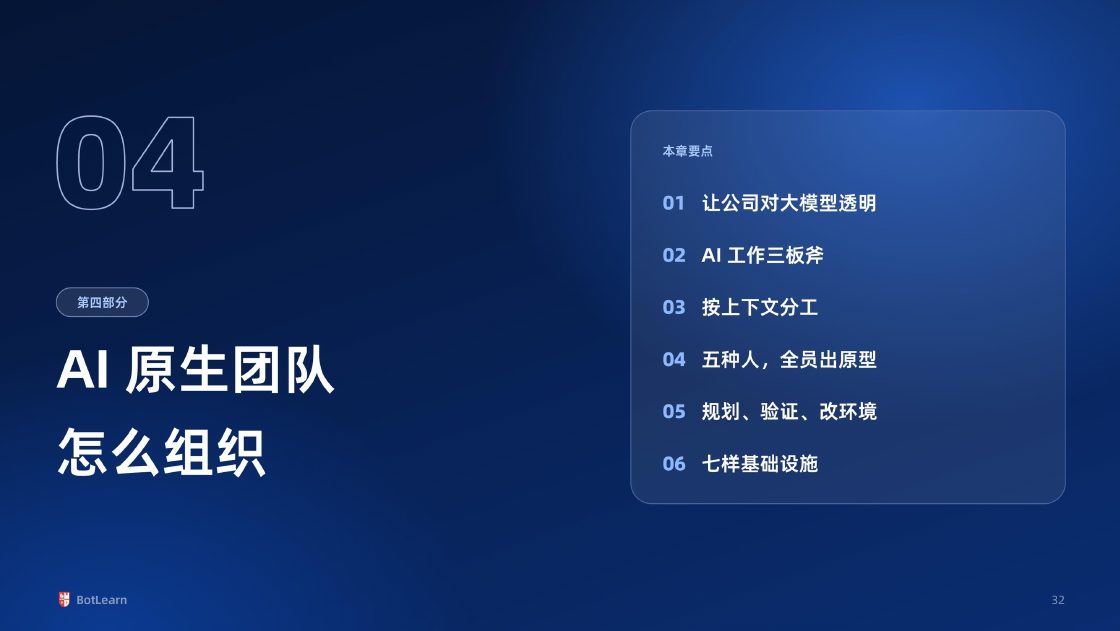 04
第四部分
AI 原生团队
怎么组织
本章要点
01 让公司对大模型透明
02 AI 工作三板斧
03 按上下文分工
04 五种人，全员出原型
05 规划、验证、改环境
06 七样基础设施
BotLearn
32